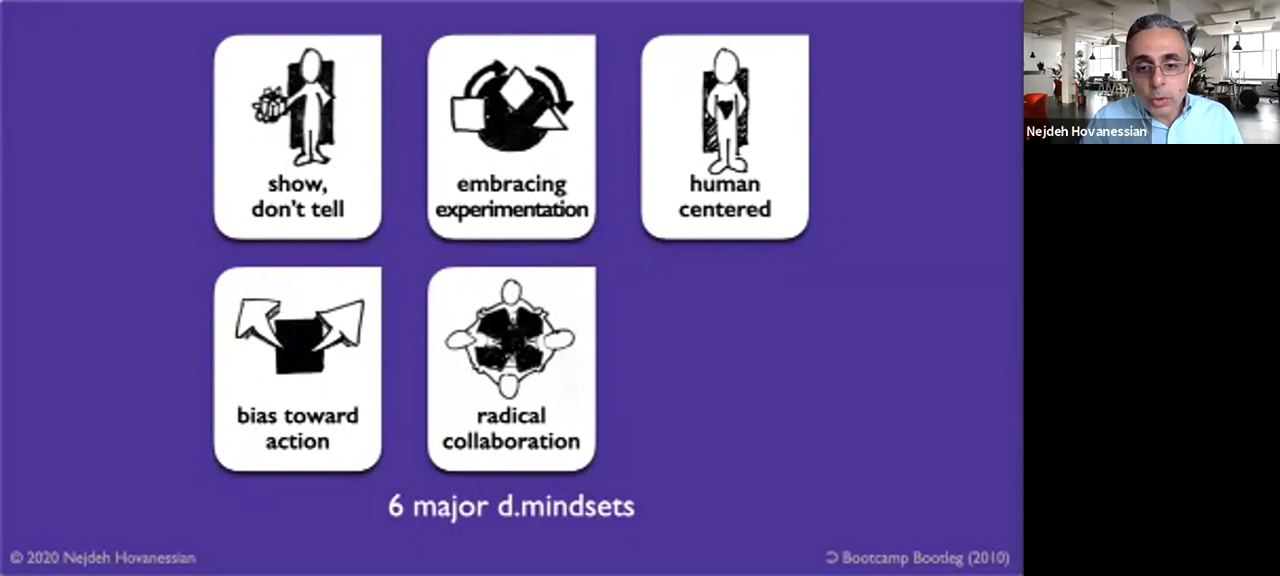 show,
don't tell
embracing
experimentation
human
centered
bias toward
action
radical
collaboration
6 major d.mindsets
© 2020 Nejdeh Hovanessian
Ↄ Bootcamp Bootleg (2010)
Nejdeh Hovanessian